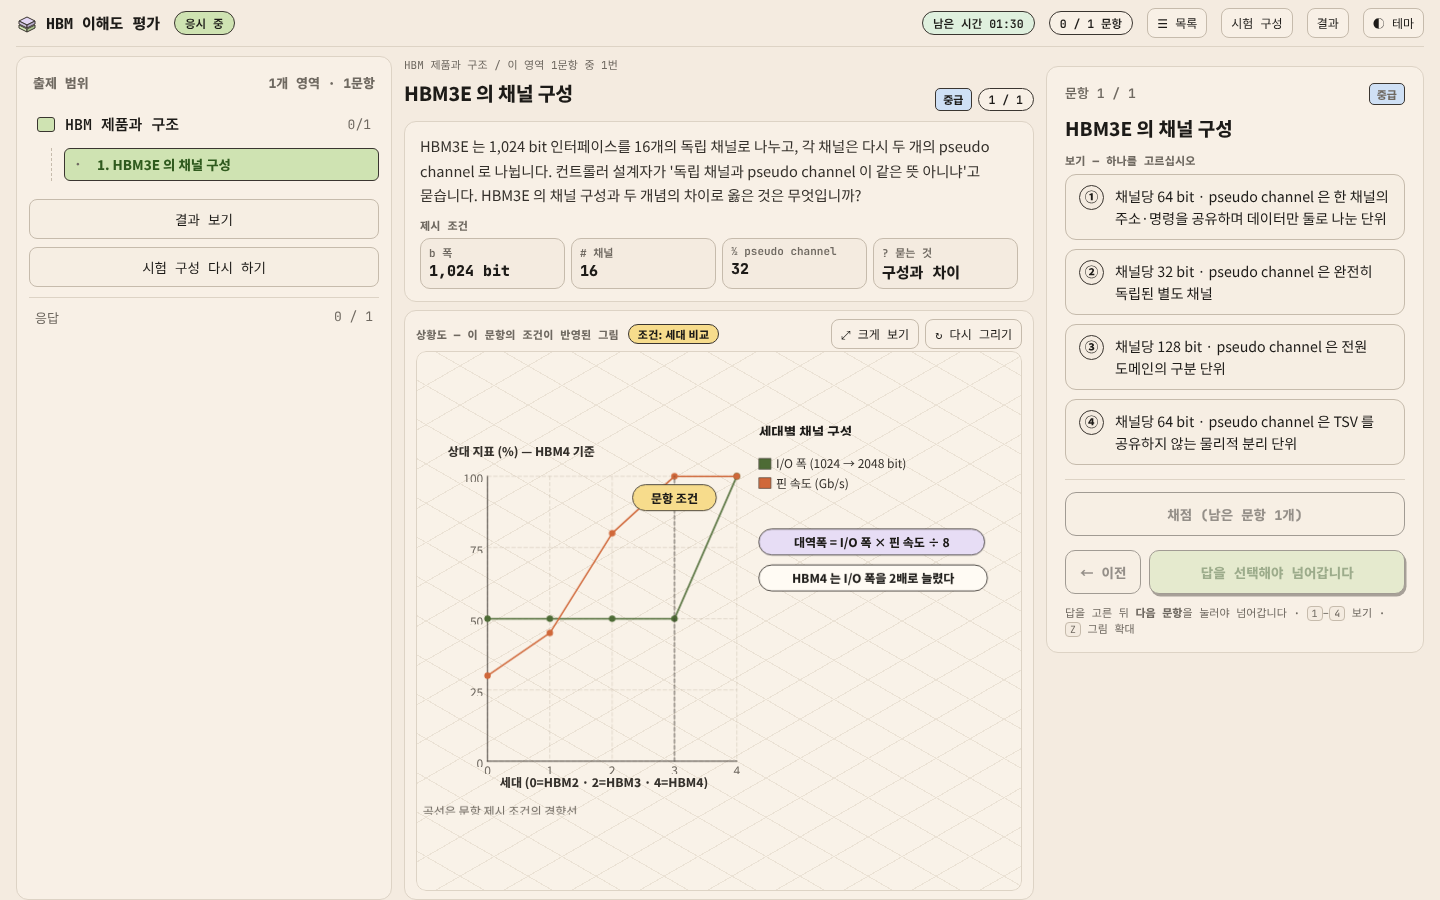 HBM 이해도 평가
응시 중
남은 시간 01:30
0 / 1 문항
☰ 목록
시험 구성
결과
◐ 테마
출제 범위
1개 영역 · 1문항
HBM 제품과 구조
0/1
· 1. HBM3E 의 채널 구성
결과 보기
시험 구성 다시 하기
응답
0 / 1
HBM 제품과 구조 / 이 영역 1문항 중 1번
HBM3E 의 채널 구성
중급
1 / 1
HBM3E 는 1,024 bit 인터페이스를 16개의 독립 채널로 나누고, 각 채널은 다시 두 개의 pseudo
channel 로 나뉩니다. 컨트롤러 설계자가 '독립 채널과 pseudo channel 이 같은 뜻 아니냐'고
묻습니다. HBM3E 의 채널 구성과 두 개념의 차이로 옳은 것은 무엇입니까?
제시 조건
b 폭
1,024 bit
# 채널
16
% pseudo channel
32
? 묻는 것
구성과 차이
상황도 — 이 문항의 조건이 반영된 그림
조건: 세대 비교
⤢ 크게 보기
↻ 다시 그리기
세대별 채널 구성
상대 지표 (%) — HBM4 기준
I/O 폭 (1024 → 2048 bit)
핀 속도 (Gb/s)
문항 조건
대역폭 = I/O 폭 × 핀 속도 ÷ 8
HBM4 는 I/O 폭을 2배로 늘렸다
100
75
50
25
0
0 1 2 3 4
세대 (0=HBM2 · 2=HBM3 · 4=HBM4)
곡선은 문항 제시 조건의 경향선
문항 1 / 1
중급
HBM3E 의 채널 구성
보기 — 하나를 고르십시오
① 채널당 64 bit · pseudo channel 은 한 채널의
주소·명령을 공유하며 데이터만 둘로 나눈 단위
② 채널당 32 bit · pseudo channel 은 완전히
독립된 별도 채널
③ 채널당 128 bit · pseudo channel 은 전원
도메인의 구분 단위
④ 채널당 64 bit · pseudo channel 은 TSV 를
공유하지 않는 물리적 분리 단위
채점 (남은 문항 1개)
← 이전
답을 선택해야 넘어갑니다
답을 고른 뒤 다음 문항을 눌러야 넘어갑니다 · 1–4 보기 ·
Z 그림 확대